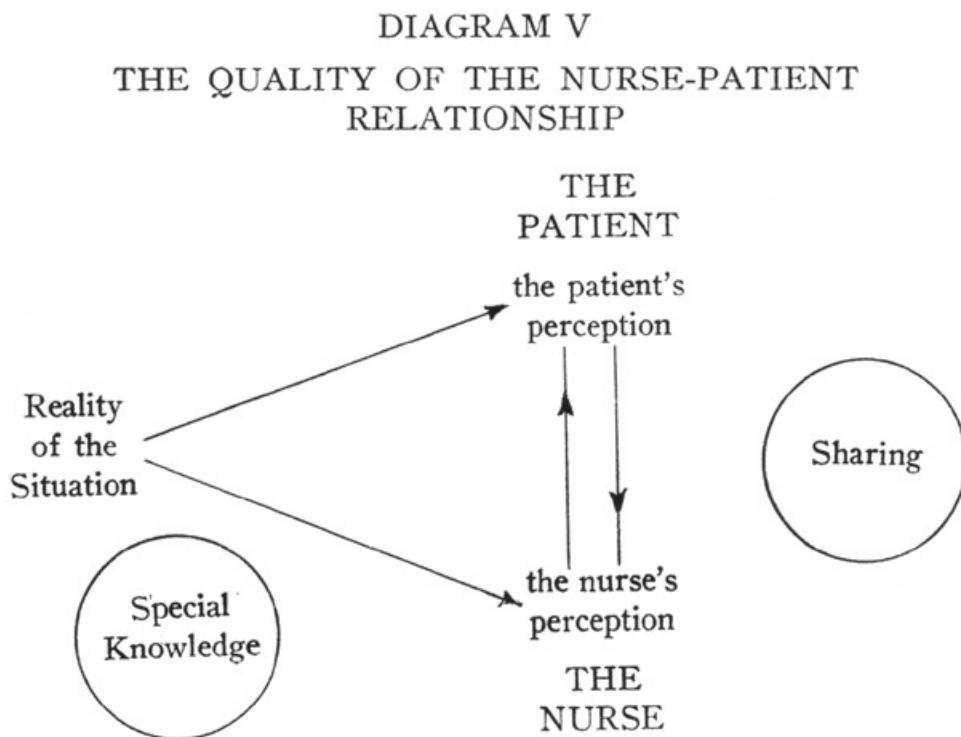 DIAGRAM V
THE QUALITY OF THE NURSE-PATIENT
RELATIONSHIP
THE
PATIENT
the patient's
perception
Reality
of the
Situation
Sharing
Special
Knowledge
the nurse's
perception
THE
NURSE